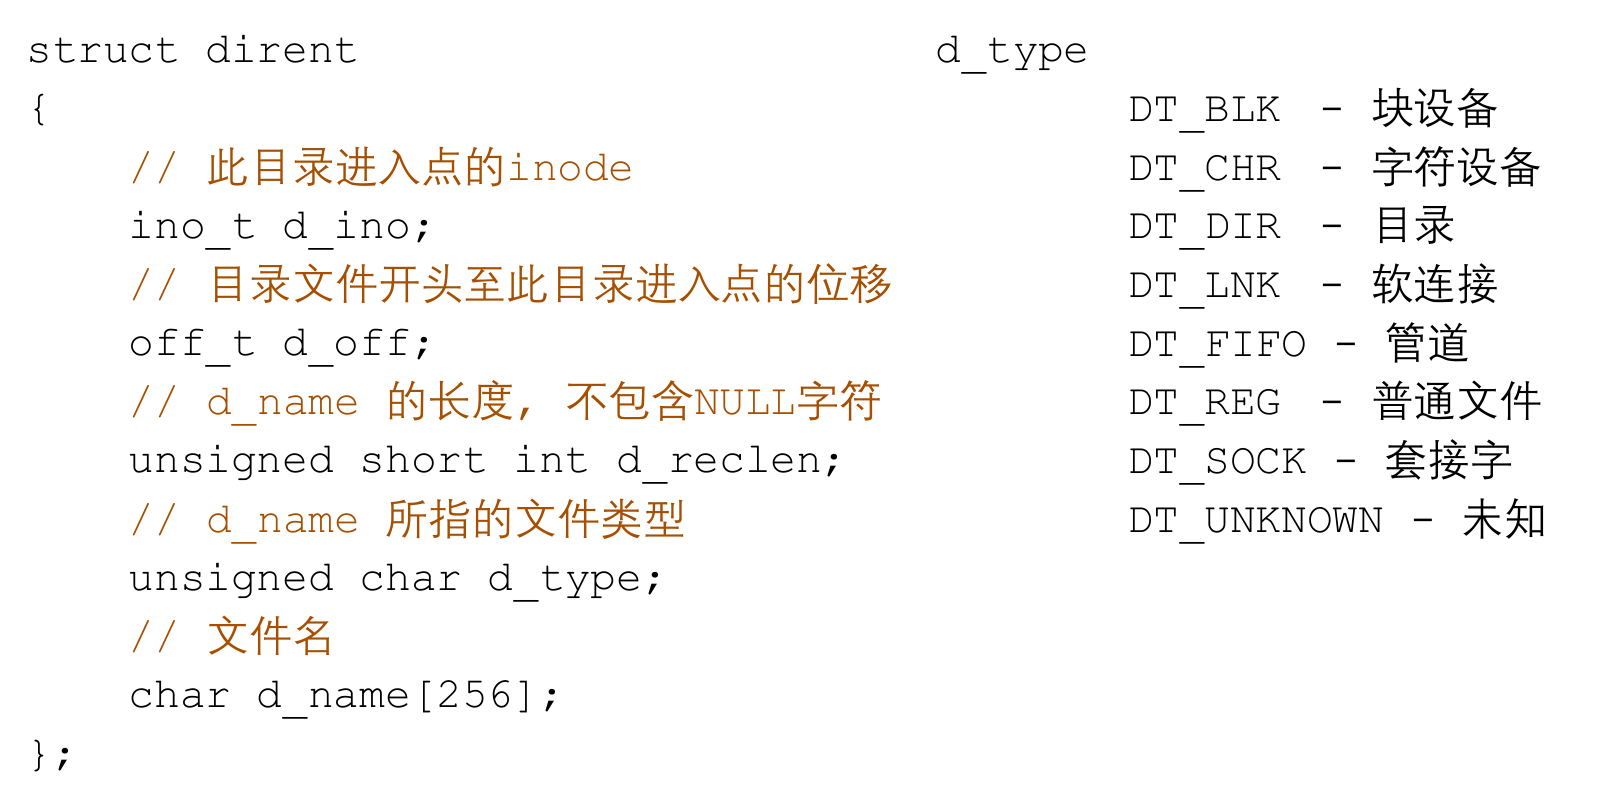 struct dirent
{
// 此目录进入点的inode
ino_t d_ino;
// 目录文件开头至此目录进入点的位移
off_t d_off;
// d_name 的长度, 不包含NULL字符
unsigned short int d_reclen;
// d_name 所指的文件类型
unsigned char d_type;
// 文件名
char d_name[256];
};
d_type
DT_BLK - 块设备
DT_CHR - 字符设备
DT_DIR - 目录
DT_LNK - 软连接
DT_FIFO - 管道
DT_REG - 普通文件
DT_SOCK - 套接字
DT_UNKNOWN - 未知